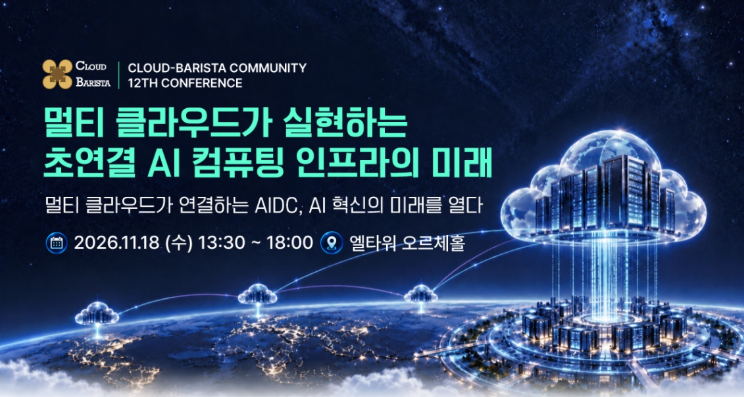 CLOUD
BARISTA
CLOUD-BARISTA COMMUNITY
12TH CONFERENCE
멀티 클라우드가 실현하는
초연결 AI 컴퓨팅 인프라의 미래
멀티 클라우드가 연결하는 AIDC, AI 혁신의 미래를 열다
2026.11.18 (수) 13:30 ~ 18:00 엘타워 오르체홀